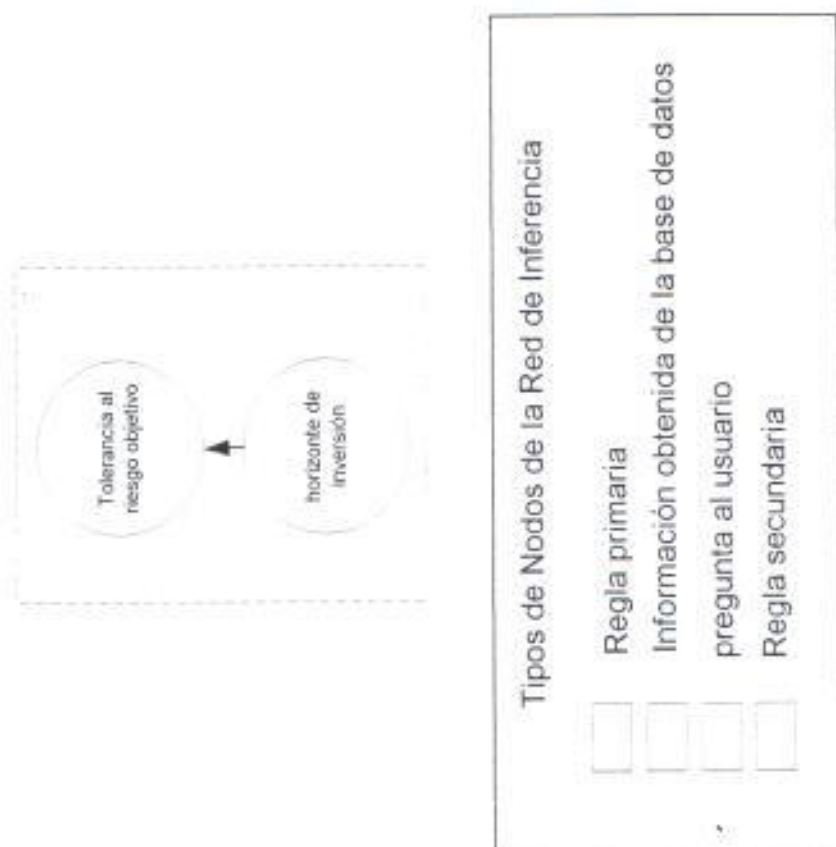 Tolerancia al
riesgo objetivo
horizonte de
inversión
Tipos de Nodos de la Red de Inferencia
Regla primaria
Información obtenida de la base de datos
pregunta al usuario
Regla secundaria